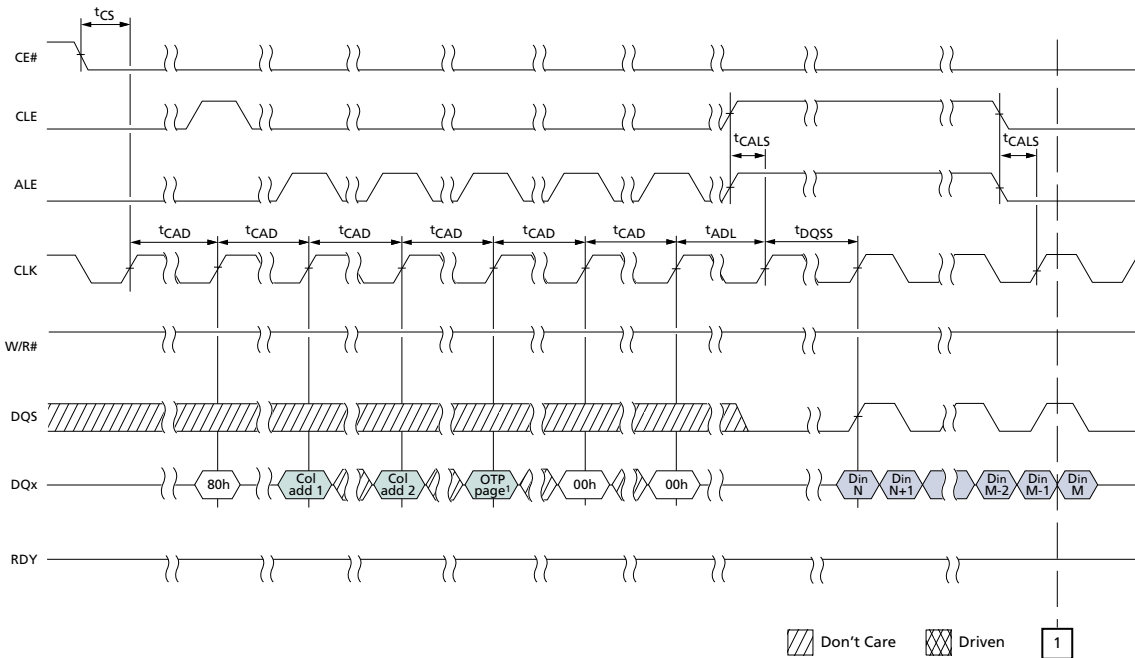 tCS
CE#
CLE
tCALS
tCALS
ALE
tCAD
tCAD
tCAD
tCAD
tCAD
tCAD
tADL
tDQSS
CLK
W/R#
DQS
DQx
80h
Col
add 1
Col
add 2
OTP
page¹
00h
00h
Din
N
Din
N+1
Din
M-2
Din
M-1
Din
M
RDY
Don't Care
Driven
1